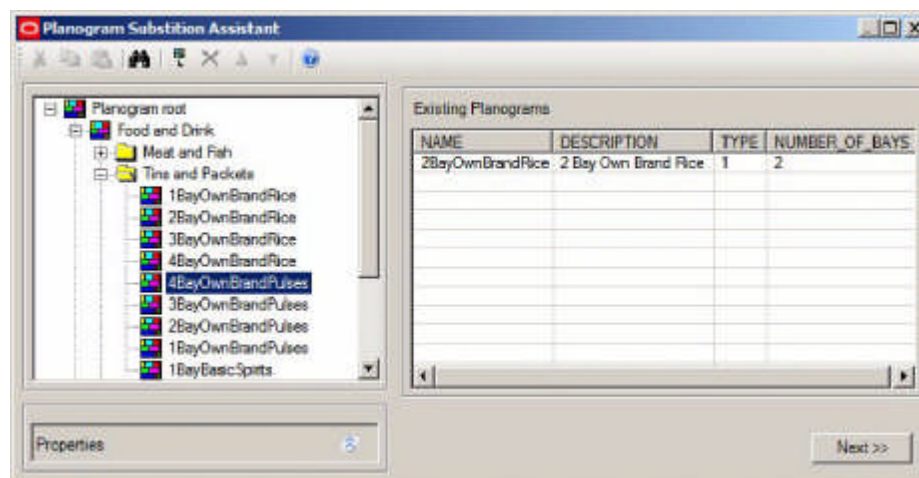 Planogram Substition Assistant
Planogram root
Food and Drink
Meat and Fish
Tins and Packets
1BayOwnBrandRice
2BayOwnBrandRice
3BayOwnBrandRice
4BayOwnBrandRice
4BayOwnBrandPulses
3BayOwnBrandPulses
2BayOwnBrandPulses
1BayOwnBrandPulses
1BayBasicSpirits
Properties
Existing Planograms
NAME DESCRIPTION TYPE NUMBER_OF_BAYS
2BayOwnBrandRice 2 Bay Own Brand Rice 1 2
Next >>